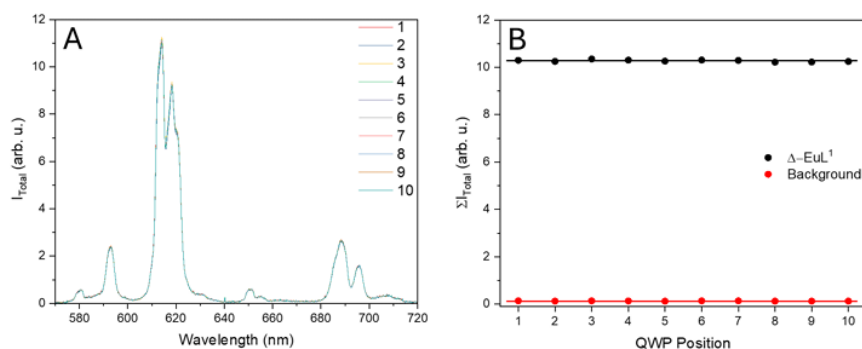 A
12
10
8
6
4
2
0
I_Total (arb. u.)
580 600 620 640 660 680 700 720
Wavelength (nm)
1
2
3
4
5
6
7
8
9
10
B
12
10
8
6
4
2
0
ΣI_Total (arb. u.)
1 2 3 4 5 6 7 8 9 10
QWP Position
Δ–EuL¹
Background